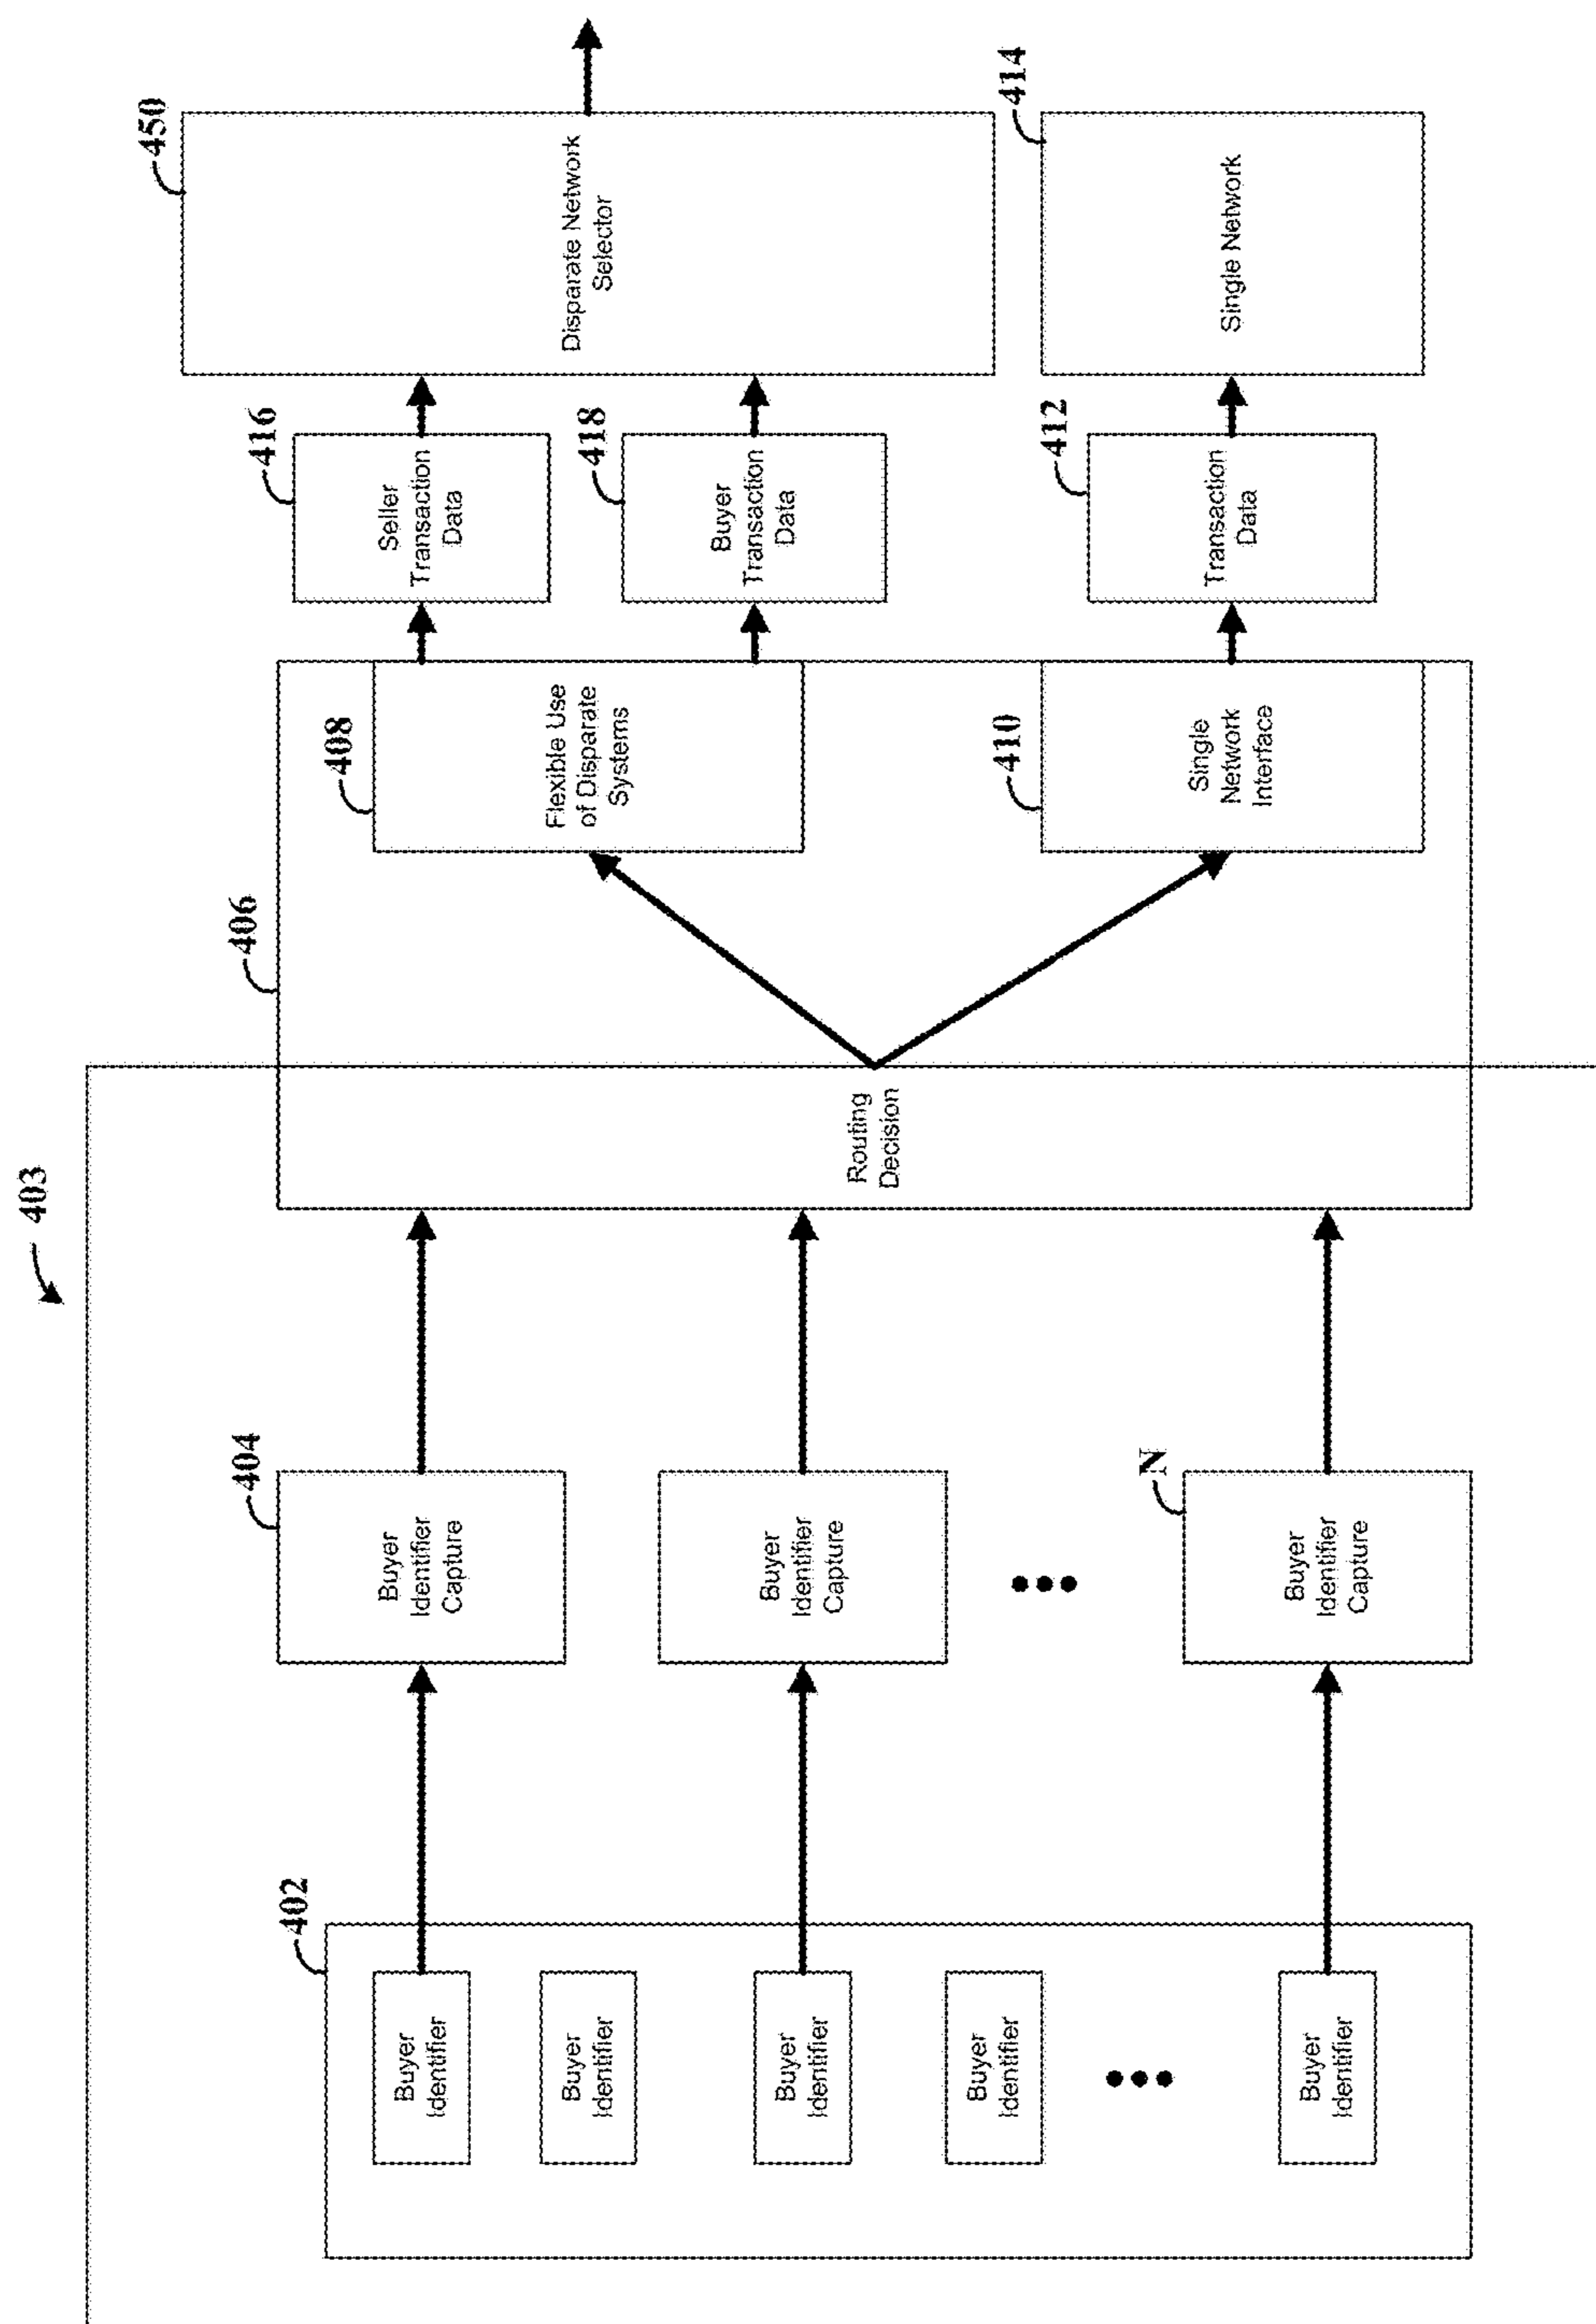 403
402
Buyer
Identifier
Buyer
Identifier
Buyer
Identifier
Buyer
Identifier
Buyer
Identifier
404
Buyer
Identifier
Capture
Buyer
Identifier
Capture
N
Buyer
Identifier
Capture
406
Routing
Decision
408
Flexible Use
of Disparate
Systems
410
Single
Network
Interface
416
Seller
Transaction
Data
418
Buyer
Transaction
Data
412
Transaction
Data
450
Disparate Network
Selector
414
Single Network